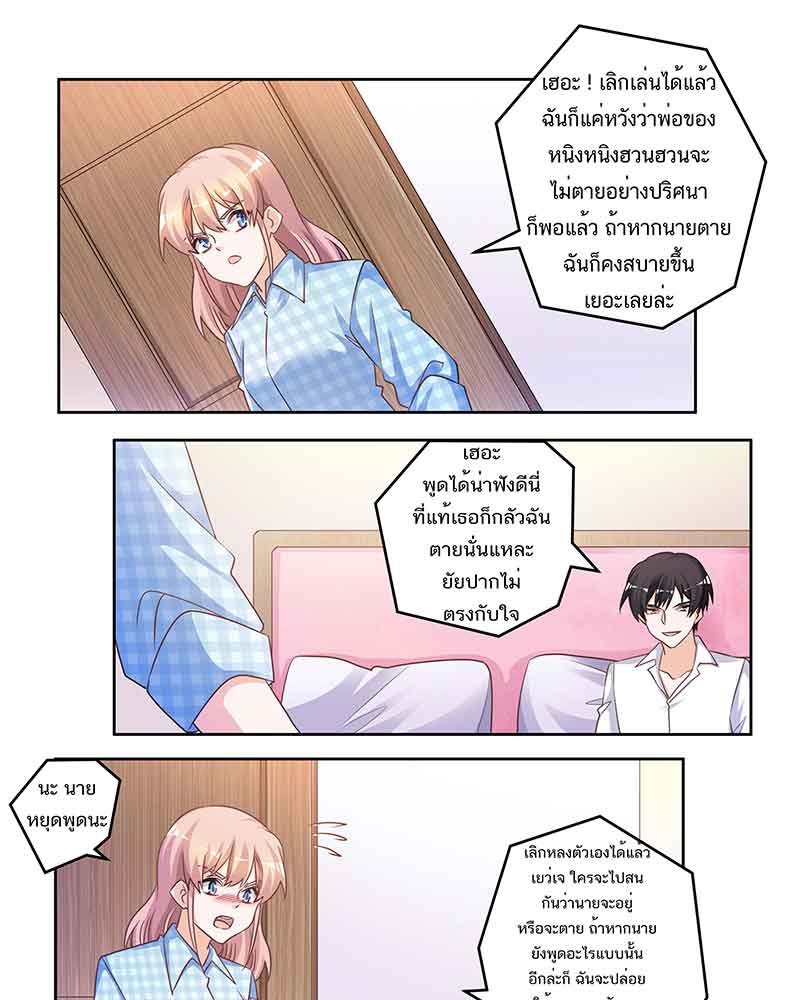 เฮอะ ! เลิกเล่นได้แล้ว
ฉันก็แค่หวังว่าพ่อของ
หนิงหนิงฮวนฮวนจะ
ไม่ตายอย่างปริศนา
ก็พอแล้ว ถ้าหากนายตาย
ฉันก็คงสบายขึ้น
เยอะเลยล่ะ
เฮอะ
พูดได้น่าฟังดีนี่
ที่แท้เธอก็กลัวฉัน
ตายนั่นแหละ
ยัยปากไม่
ตรงกับใจ
นะ นาย
หยุดพูดนะ
เลิกหลงตัวเองได้แล้ว
เยว่เจ ใครจะไปสน
กันว่านายจะอยู่
หรือจะตาย ถ้าหากนาย
ยังพูดอะไรแบบนั้น
อีกล่ะก็ ฉันจะปล่อย